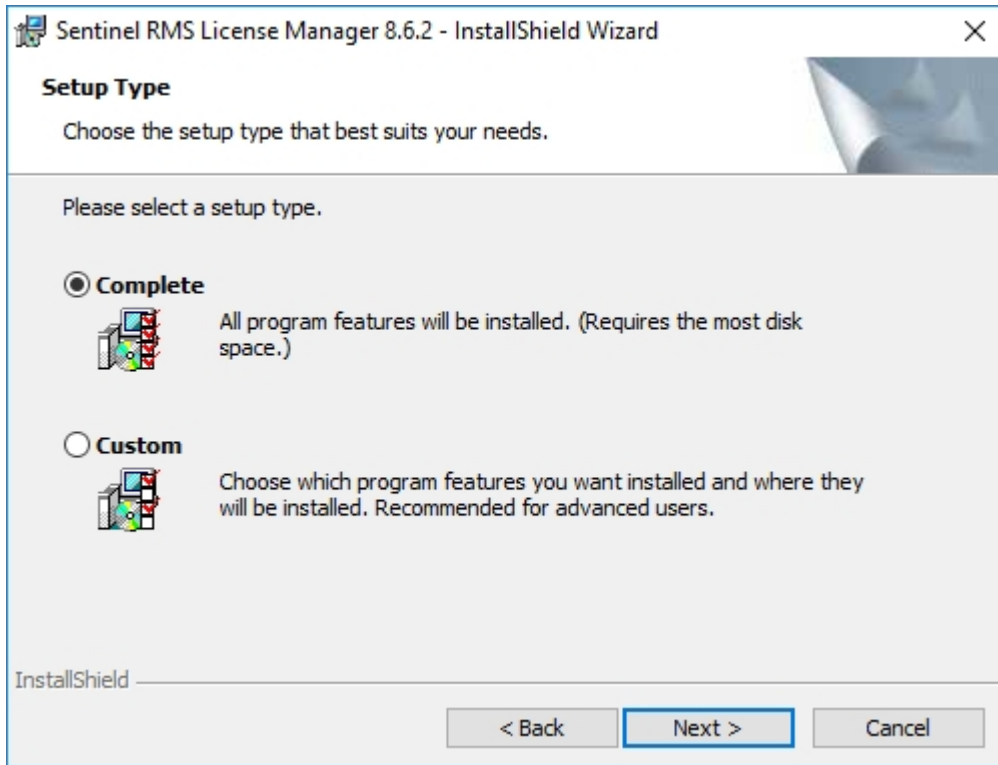 Sentinel RMS License Manager 8.6.2 - InstallShield Wizard
Setup Type
Choose the setup type that best suits your needs.
Please select a setup type.
Complete
All program features will be installed. (Requires the most disk
space.)
Custom
Choose which program features you want installed and where they
will be installed. Recommended for advanced users.
InstallShield
< Back
Next >
Cancel